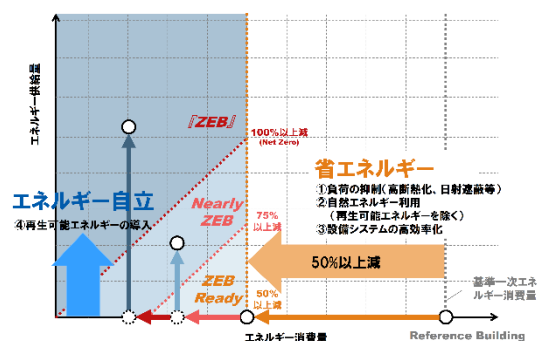 エネルギー供給量
『ZEB』
100%以上減
(Net Zero)
省エネルギー
①負荷の抑制(高断熱化、日射遮蔽等)
②自然エネルギー利用
(再生可能エネルギーを除く)
③設備システムの高効率化
エネルギー自立
④再生可能エネルギーの導入
Nearly
ZEB
75%
以上減
50%以上減
ZEB
Ready
50%
以上減
基準一次エネ
ルギー消費量
エネルギー消費量
Reference Building